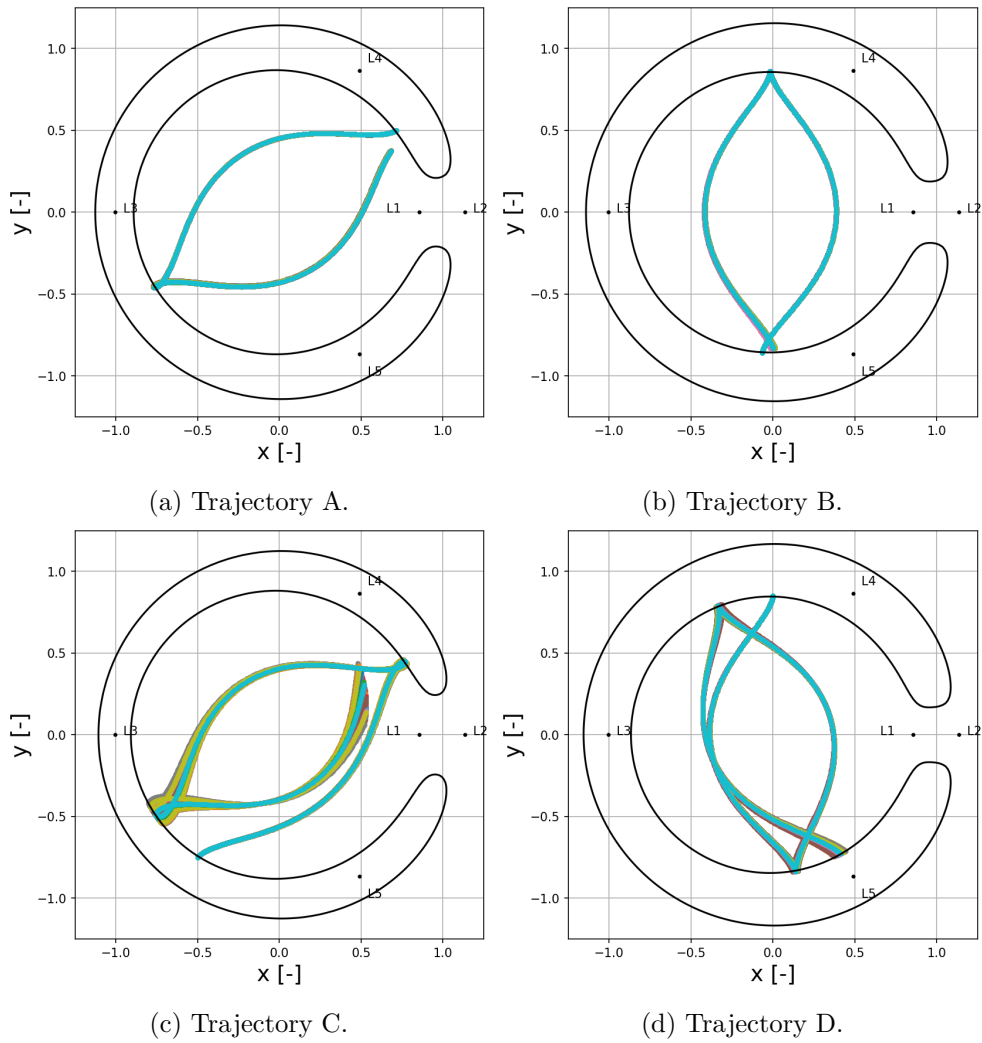 1.0
0.5
0.0
−0.5
−1.0
y [-]
L4
L3
L1
L2
L5
−1.0 −0.5 0.0 0.5 1.0
x [-]
(a) Trajectory A.
1.0
0.5
0.0
−0.5
−1.0
y [-]
L4
L3
L1
L2
L5
−1.0 −0.5 0.0 0.5 1.0
x [-]
(b) Trajectory B.
1.0
0.5
0.0
−0.5
−1.0
y [-]
L4
L3
L1
L2
L5
−1.0 −0.5 0.0 0.5 1.0
x [-]
(c) Trajectory C.
1.0
0.5
0.0
−0.5
−1.0
y [-]
L4
L3
L1
L2
L5
−1.0 −0.5 0.0 0.5 1.0
x [-]
(d) Trajectory D.